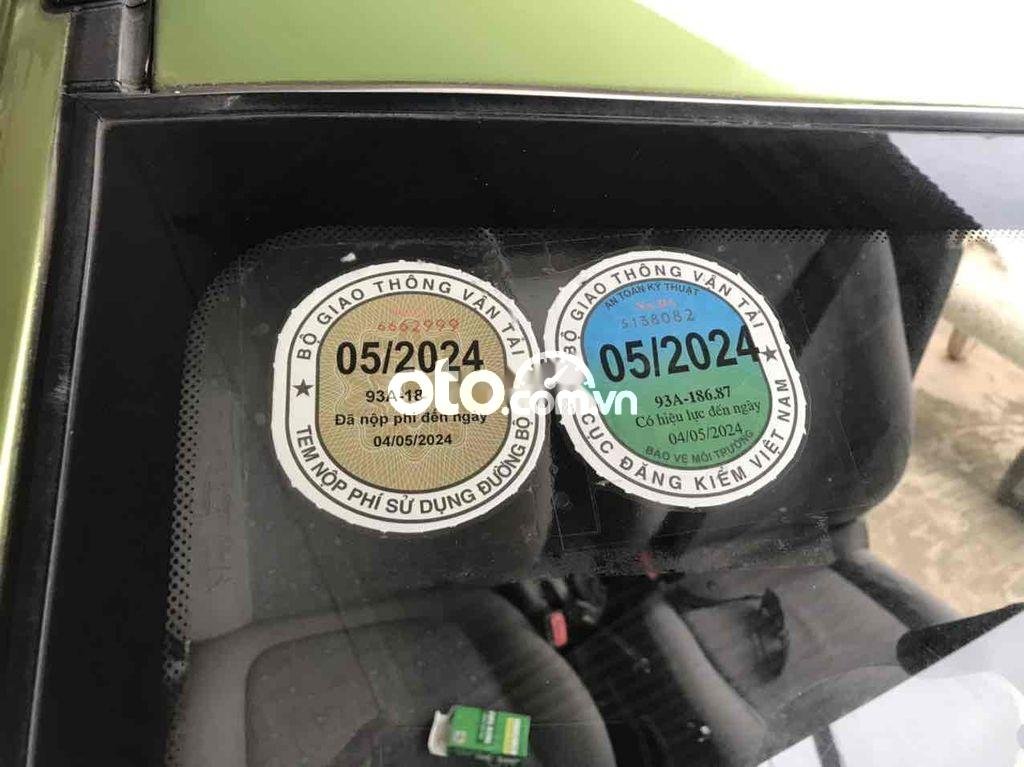 BỘ GIAO THÔNG VẬN TẢI
6662999
05/2024
93A-18
Đã nộp phí đến ngày
04/05/2024
TEM NỘP PHÍ SỬ DỤNG ĐƯỜNG BỘ
BỘ GIAO THÔNG VẬN TẢI
AN TOÀN KỸ THUẬT
5138082
05/2024
93A-186.87
Có hiệu lực đến ngày
04/05/2024
BẢO VỆ MÔI TRƯỜNG
CỤC ĐĂNG KIỂM VIỆT NAM
oto.com.vn